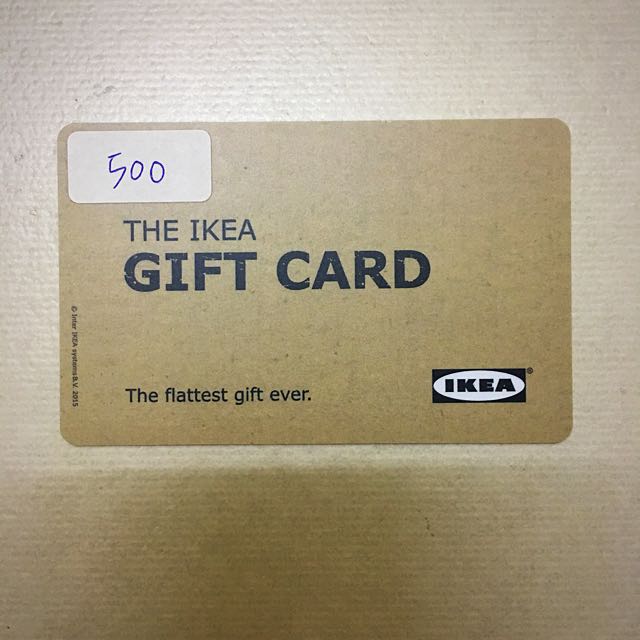 500
THE IKEA
GIFT CARD
The flattest gift ever.
IKEA®
© Inter IKEA systems B.V. 2015